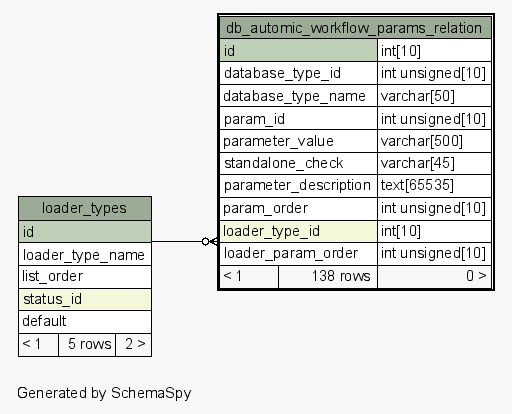 db_automic_workflow_params_relation
id int[10]
database_type_id int unsigned[10]
database_type_name varchar[50]
param_id int unsigned[10]
parameter_value varchar[500]
standalone_check varchar[45]
parameter_description text[65535]
param_order int unsigned[10]
loader_type_id int[10]
loader_param_order int unsigned[10]
< 1 138 rows 0 >
loader_types
id
loader_type_name
list_order
status_id
default
< 1 5 rows 2 >
Generated by SchemaSpy